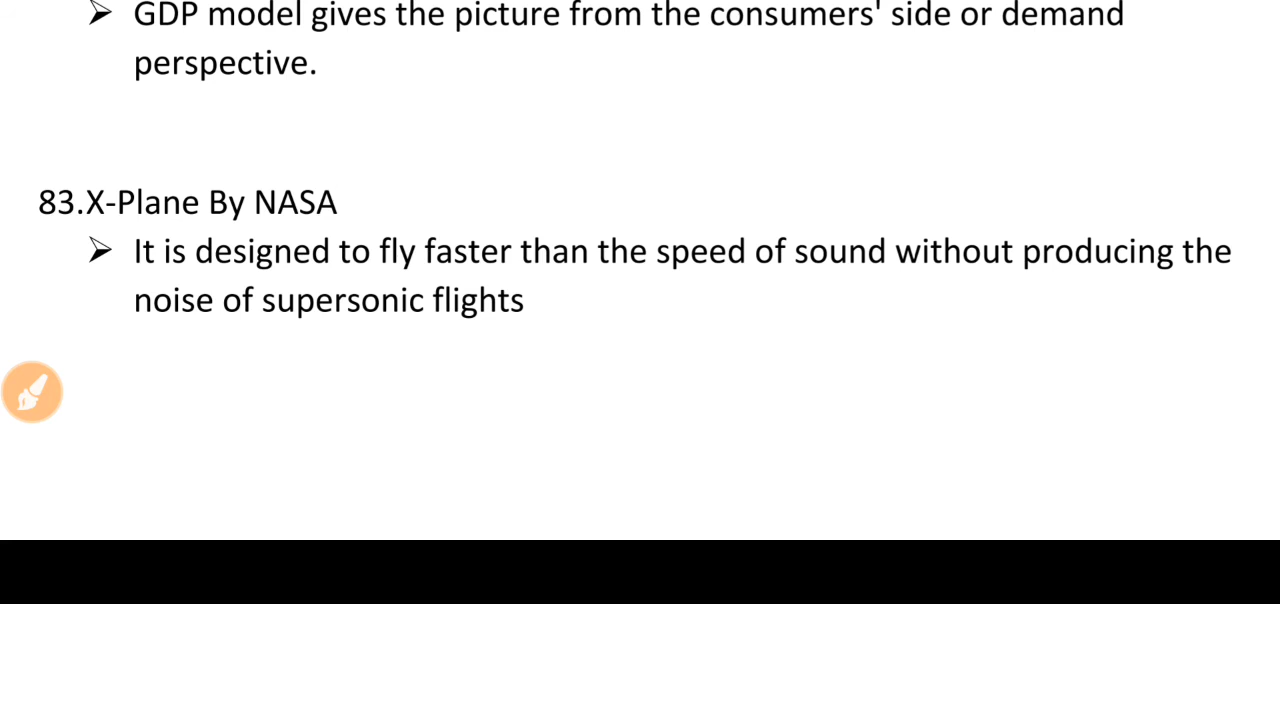 ➢ GDP model gives the picture from the consumers' side or demand
perspective.
83.X-Plane By NASA
➢ It is designed to fly faster than the speed of sound without producing the
noise of supersonic flights